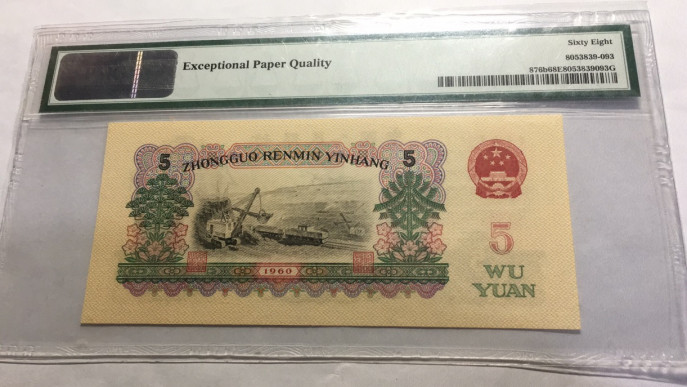 Exceptional Paper Quality
Sixty Eight
8053839-093
876b68E8053839093G
5 ZHONGGUO RENMIN YINHANG 5
1960
5
WU
YUAN